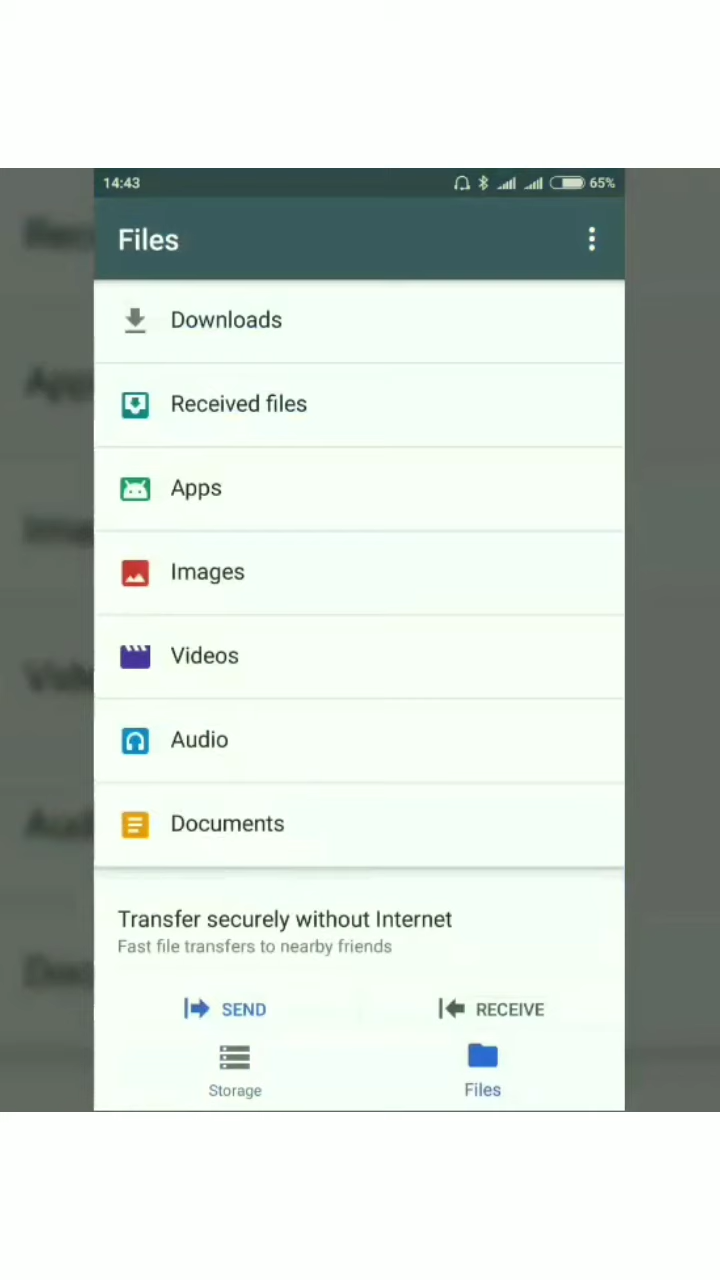 14:43 65%
Files
Downloads
Received files
Apps
Images
Videos
Audio
Documents
Transfer securely without Internet
Fast file transfers to nearby friends
SEND RECEIVE
Storage Files